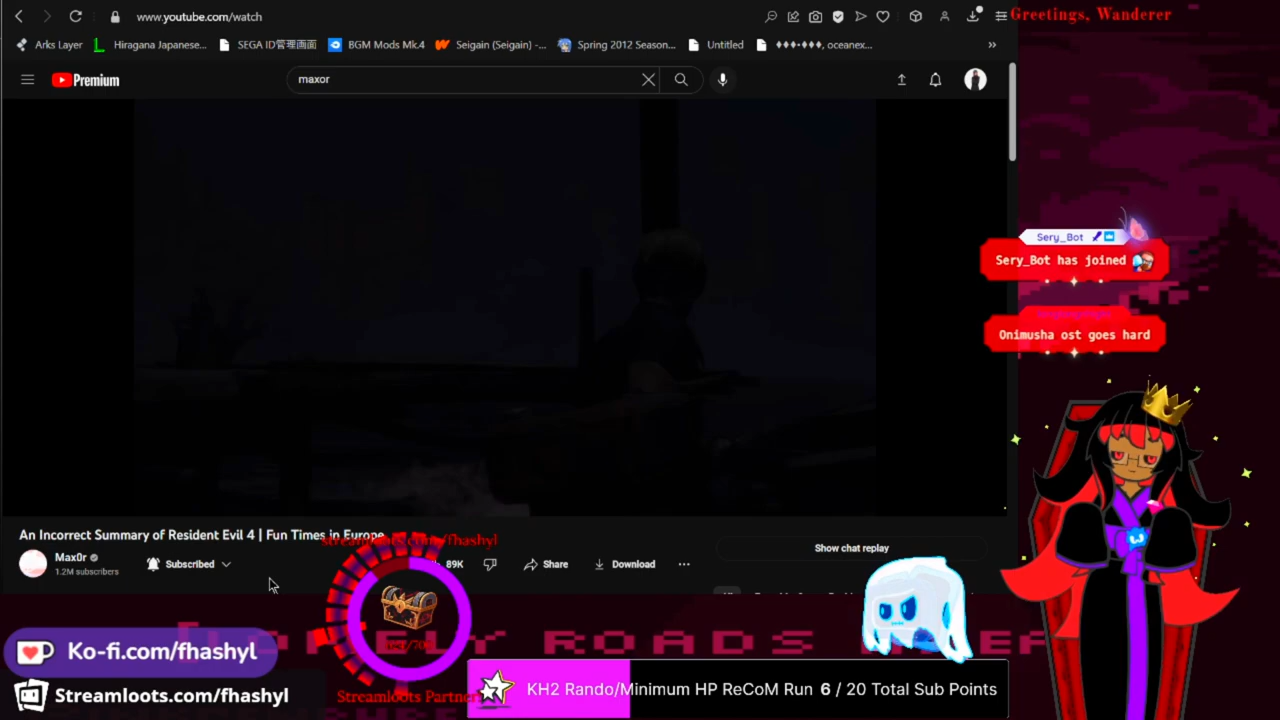 www.youtube.com/watch
Greetings, Wanderer
Arks Layer
Hiragana Japanese...
SEGA ID管理画面
BGM Mods Mk.4
Seigain (Seigain) -...
Spring 2012 Season...
Untitled
♦♦♦-♦♦♦, oceanex...
Premium
maxor
Sery_Bot
Sery_Bot has joined
Onimusha ost goes hard
An Incorrect Summary of Resident Evil 4 | Fun Times in Europe
streamloots.com/fhashyl
Max0r
1.2M subscribers
Subscribed
89K
Share
Download
Show chat replay
Ko-fi.com/fhashyl
Streamloots.com/fhashyl
Streamloots Partner
KH2 Rando/Minimum HP ReCoM Run 6 / 20 Total Sub Points